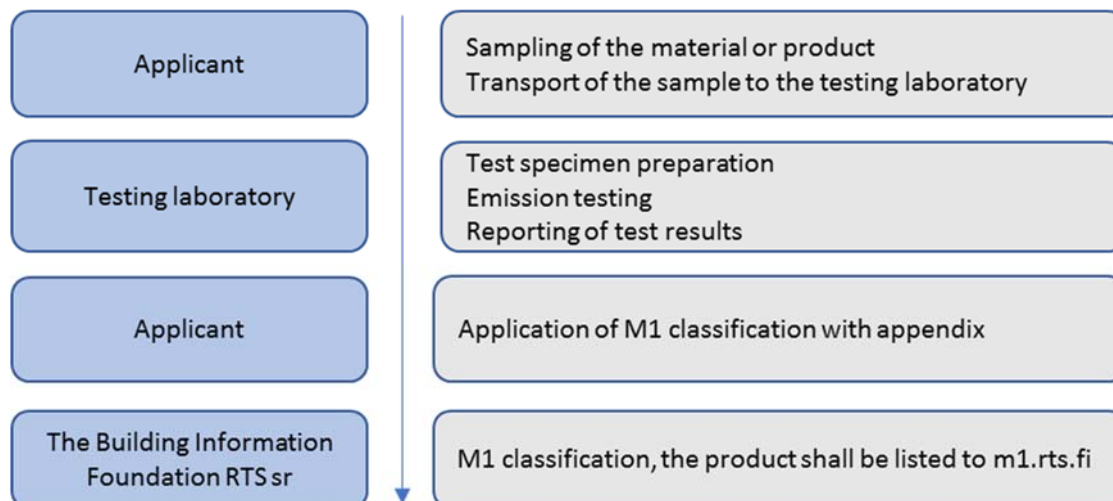 Applicant
Sampling of the material or product
Transport of the sample to the testing laboratory
Testing laboratory
Test specimen preparation
Emission testing
Reporting of test results
Applicant
Application of M1 classification with appendix
The Building Information
Foundation RTS sr
M1 classification, the product shall be listed to m1.rts.fi